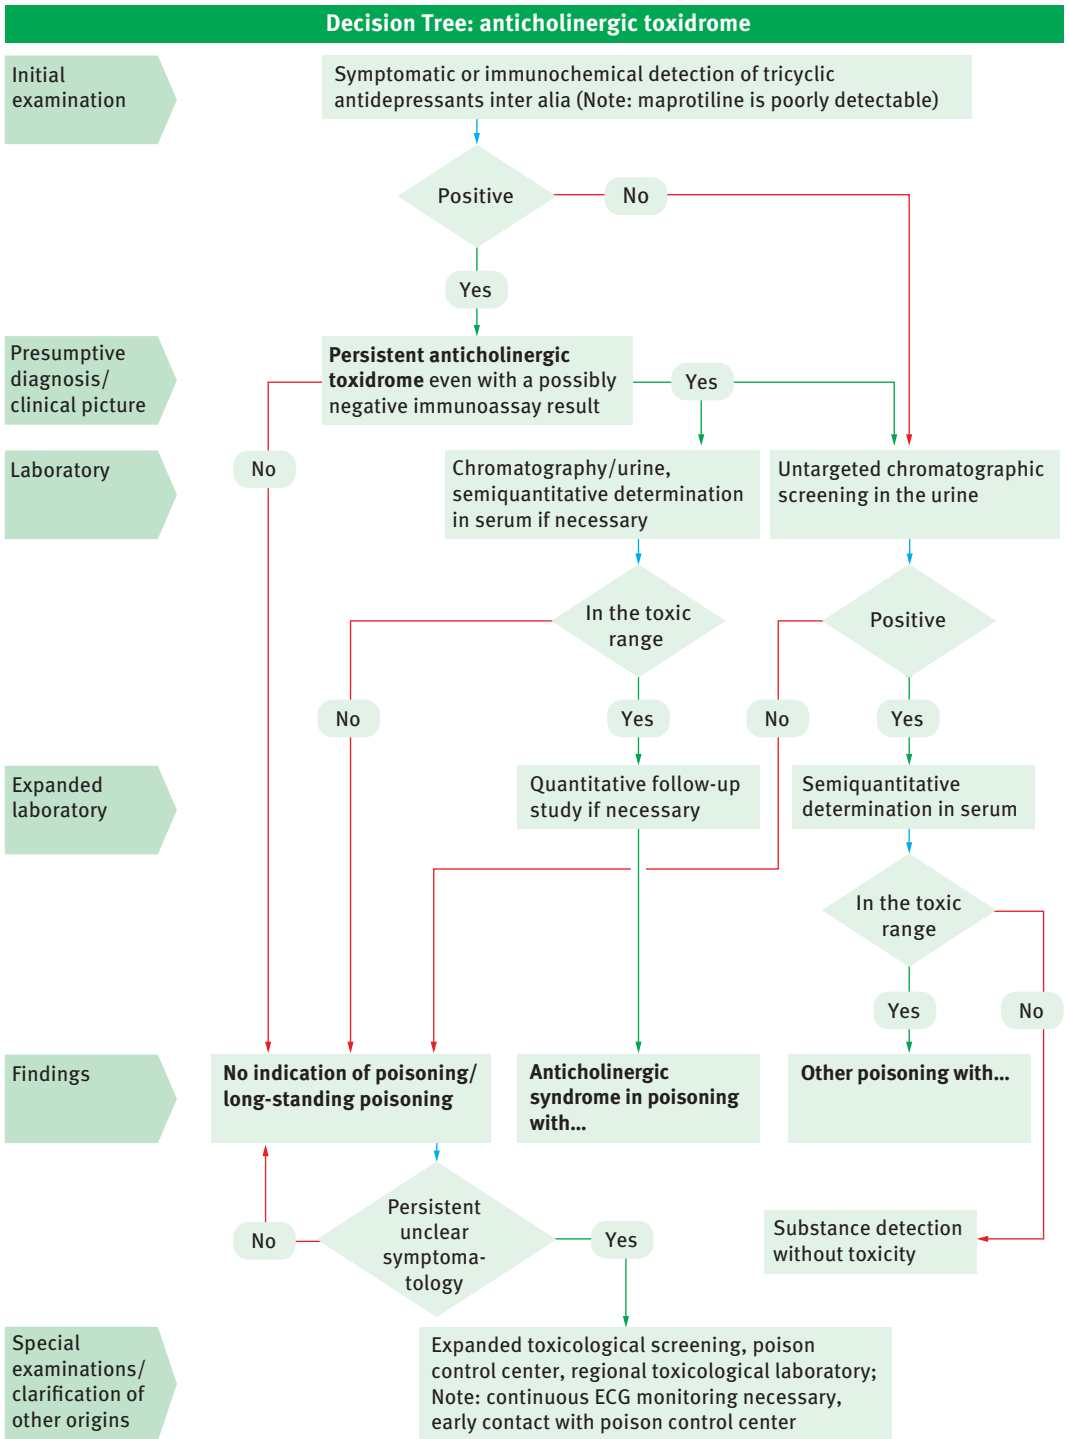 Decision Tree: anticholinergic toxidrome
Initial
examination
Symptomatic or immunochemical detection of tricyclic
antidepressants inter alia (Note: maprotiline is poorly detectable)
Positive
No
Yes
Presumptive
diagnosis/
clinical picture
Persistent anticholinergic
toxidrome even with a possibly
negative immunoassay result
Yes
Laboratory
No
Chromatography/urine,
semiquantitative determination
in serum if necessary
Untargeted chromatographic
screening in the urine
In the toxic
range
Positive
No
Yes
No
Yes
Expanded
laboratory
Quantitative follow-up
study if necessary
Semiquantitative
determination in serum
In the toxic
range
Yes
No
Findings
No indication of poisoning/
long-standing poisoning
Anticholinergic
syndrome in poisoning
with...
Other poisoning with...
Persistent
unclear
symptoma-
tology
No
Yes
Substance detection
without toxicity
Special
examinations/
clarification of
other origins
Expanded toxicological screening, poison
control center, regional toxicological laboratory;
Note: continuous ECG monitoring necessary,
early contact with poison control center